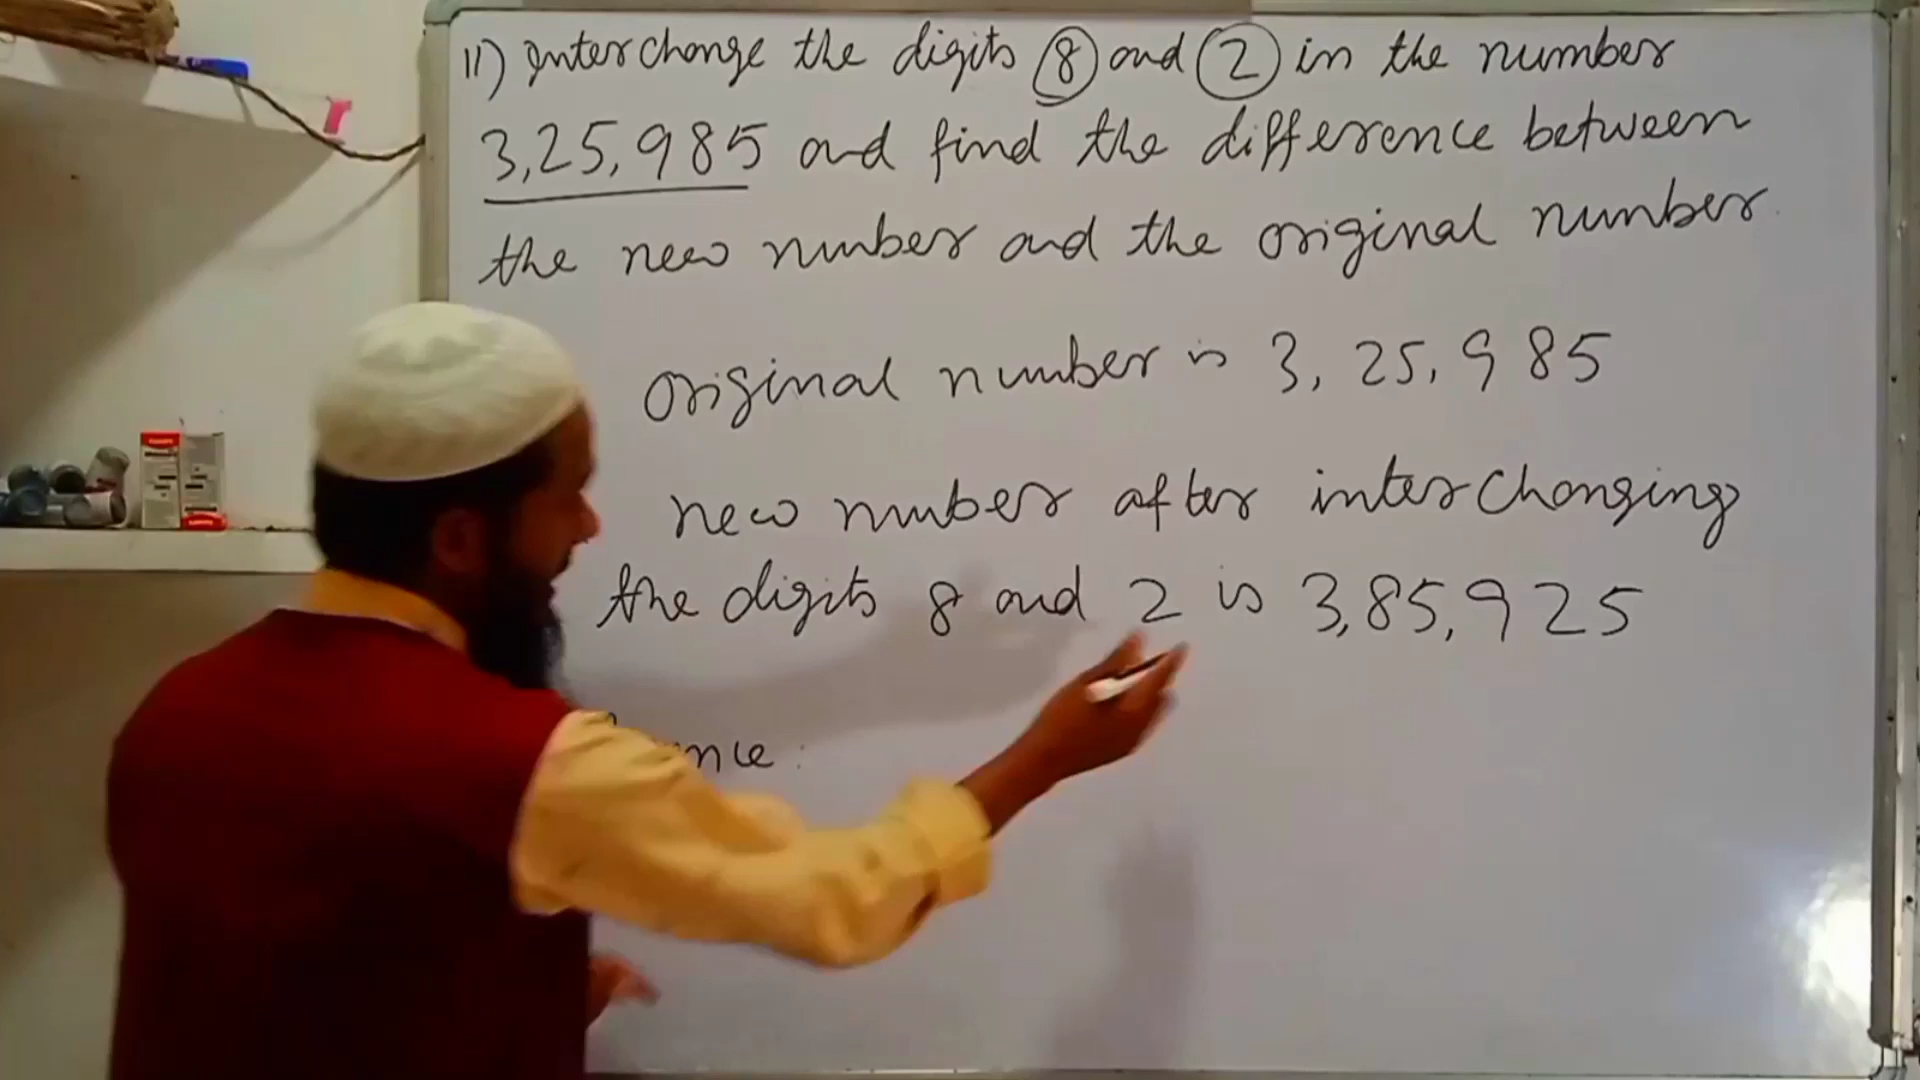 11) Interchange the digits 8 and 2 in the number
3,25,985 and find the difference between
the new number and the original number.
Original number is 3, 25, 985
new number after interchanging
the digits 8 and 2 is 3,85,925